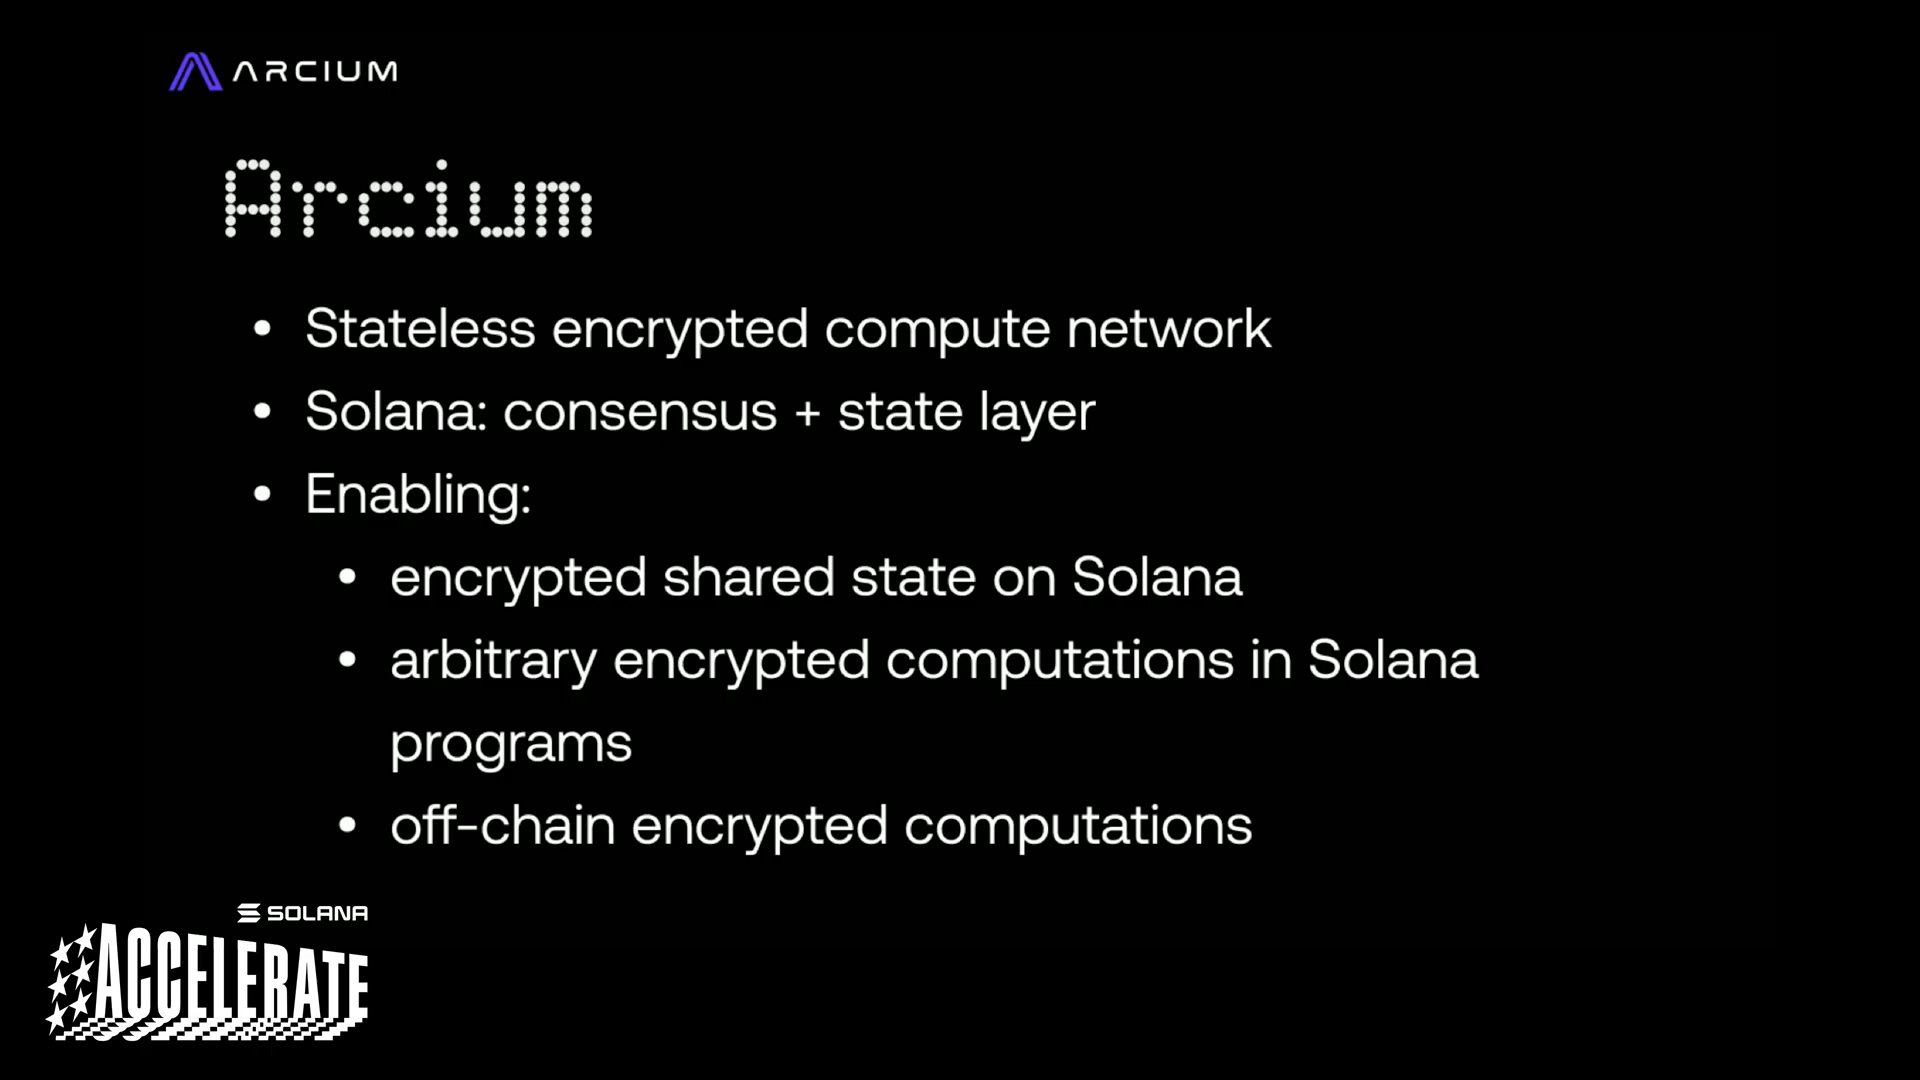 ARCIUM
Arcium
• Stateless encrypted compute network
• Solana: consensus + state layer
• Enabling:
• encrypted shared state on Solana
• arbitrary encrypted computations in Solana
programs
• off-chain encrypted computations
SOLANA
ACCELERATE